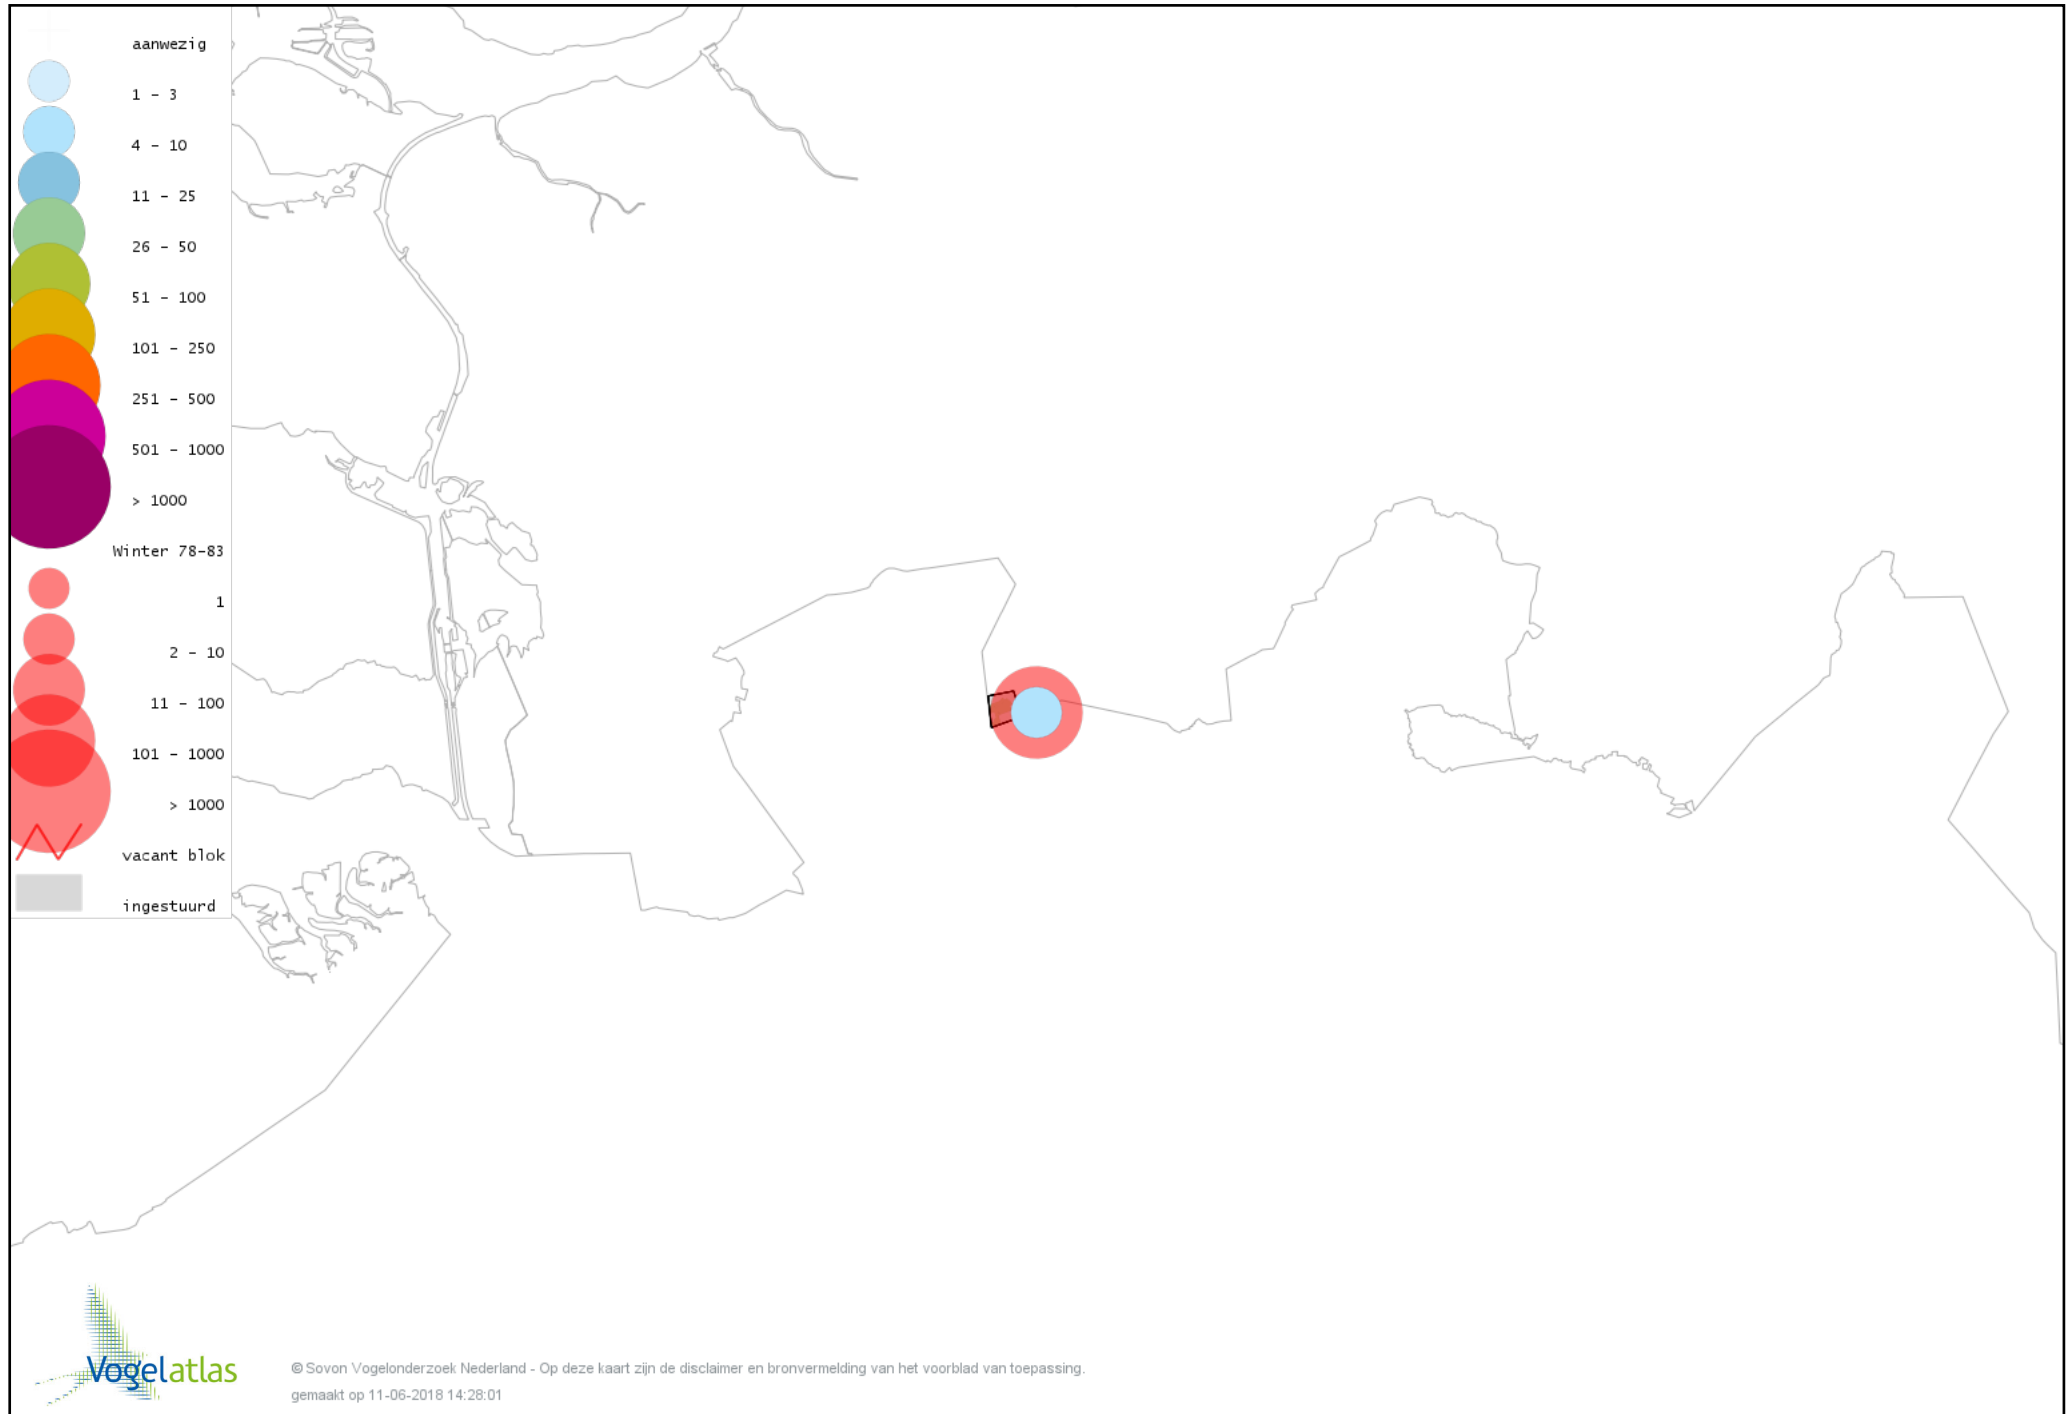 aanwezig
1 - 3
4 - 10
11 - 25
26 - 50
51 - 100
101 - 250
251 - 500
501 - 1000
> 1000
Winter 78-83
1
2 - 10
11 - 100
101 - 1000
> 1000
vacant blok
ingestuurd
Vogelatlas
© Sovon Vogelonderzoek Nederland - Op deze kaart zijn de disclaimer en bronvermelding van het voorblad van toepassing.
gemaakt op 11-06-2018 14:28:01